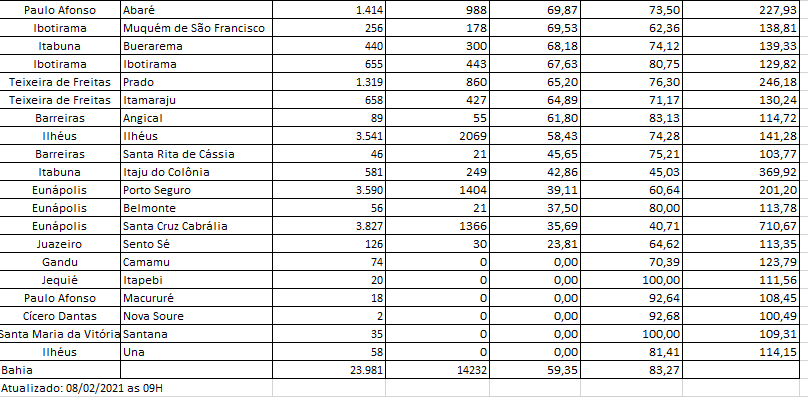 Paulo Afonso Abaré 1.414 988 69,87 73,50 227,93
Ibotirama Muquém de São Francisco 256 178 69,53 62,36 138,81
Itabuna Buerarema 440 300 68,18 74,12 139,33
Ibotirama Ibotirama 655 443 67,63 80,75 129,82
Teixeira de Freitas Prado 1.319 860 65,20 76,30 246,18
Teixeira de Freitas Itamaraju 658 427 64,89 71,17 130,24
Barreiras Angical 89 55 61,80 83,13 114,72
Ilhéus Ilhéus 3.541 2069 58,43 74,28 141,28
Barreiras Santa Rita de Cássia 46 21 45,65 75,21 103,77
Itabuna Itaju do Colônia 581 249 42,86 45,03 369,92
Eunápolis Porto Seguro 3.590 1404 39,11 60,64 201,20
Eunápolis Belmonte 56 21 37,50 80,00 113,78
Eunápolis Santa Cruz Cabrália 3.827 1366 35,69 40,71 710,67
Juazeiro Sento Sé 126 30 23,81 64,62 113,35
Gandu Camamu 74 0 0,00 70,39 123,79
Jequié Itapebi 20 0 0,00 100,00 111,56
Paulo Afonso Macururé 18 0 0,00 92,64 108,45
Cícero Dantas Nova Soure 2 0 0,00 92,68 100,49
Santa Maria da Vitória Santana 35 0 0,00 100,00 109,31
Ilhéus Una 58 0 0,00 81,41 114,15
Bahia 23.981 14232 59,35 83,27
Atualizado: 08/02/2021 as 09H